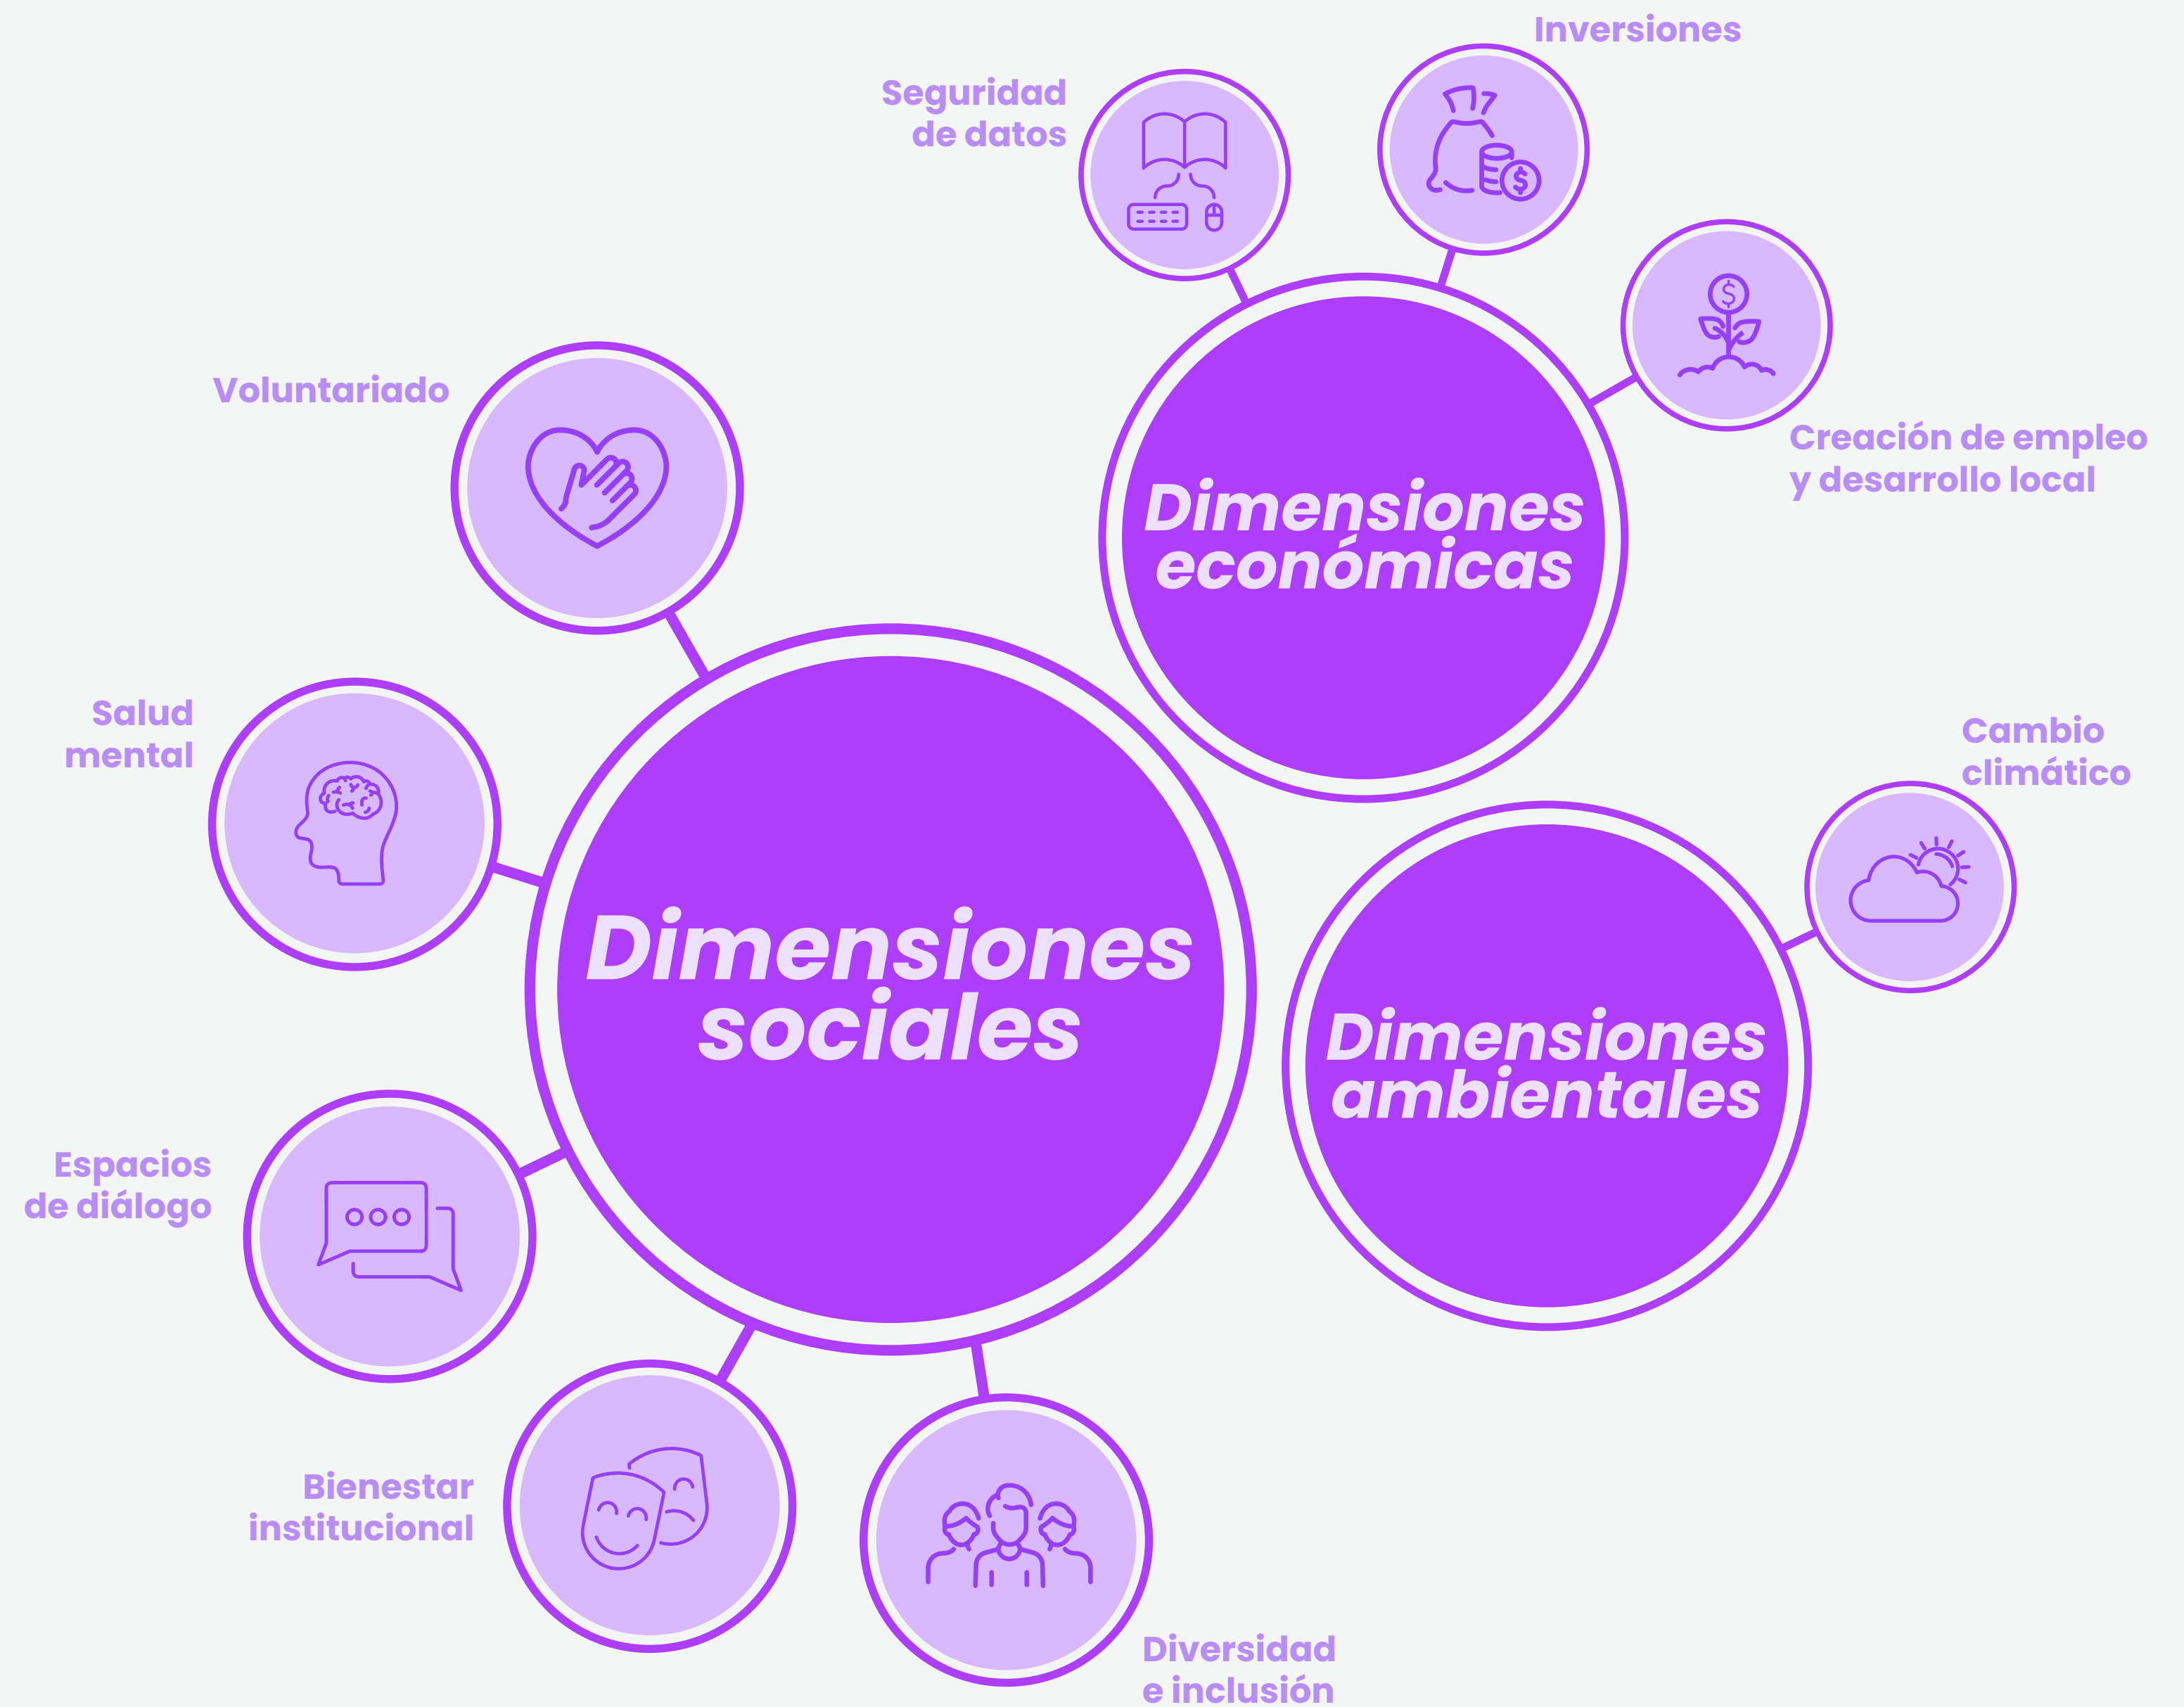 Inversiones
Seguridad
de datos
Creación de empleo
y desarrollo local
Dimensiones
económicas
Voluntariado
Salud
mental
Cambio
climático
Dimensiones
sociales
Dimensiones
ambientales
Espacios
de diálogo
Bienestar
institucional
Diversidad
e inclusión